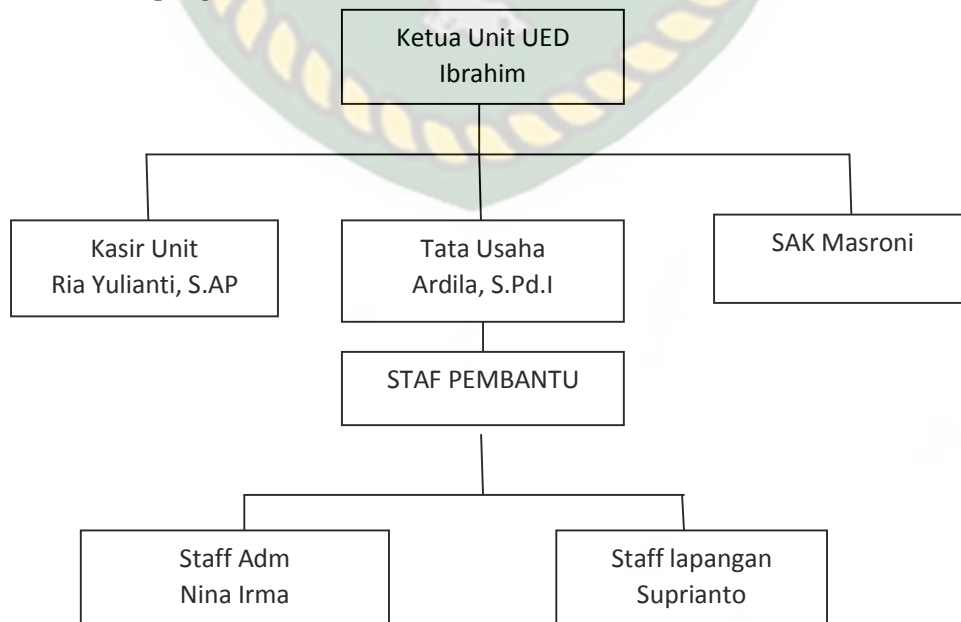 Ketua Unit UED
Ibrahim
Kasir Unit
Ria Yulianti, S.AP
Tata Usaha
Ardila, S.Pd.I
SAK Masroni
STAF PEMBANTU
Staff Adm
Nina Irma
Staff lapangan
Suprianto